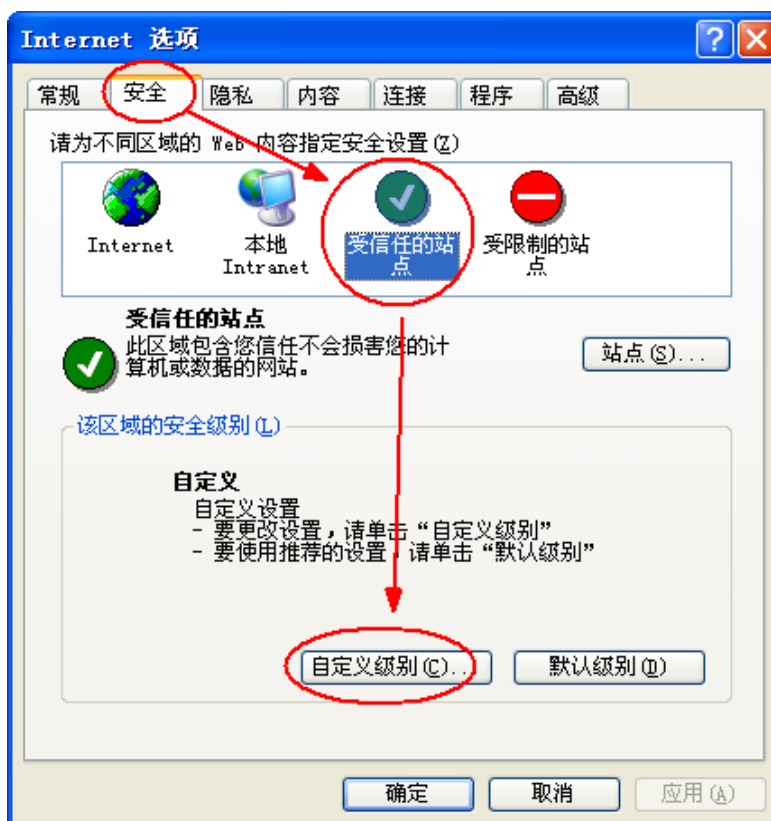 Internet 选项
常规 安全 隐私 内容 连接 程序 高级
请为不同区域的 Web 内容指定安全设置(Z)
Internet
本地
Intranet
受信任的站
点
受限制的站
点
受信任的站点
此区域包含您信任不会损害您的计
算机或数据的网站。
站点(S)...
该区域的安全级别(L)
自定义
自定义设置
- 要更改设置,请单击“自定义级别”
- 要使用推荐的设置,请单击“默认级别”
自定义级别(C)... 默认级别(D)
确定 取消 应用(A)